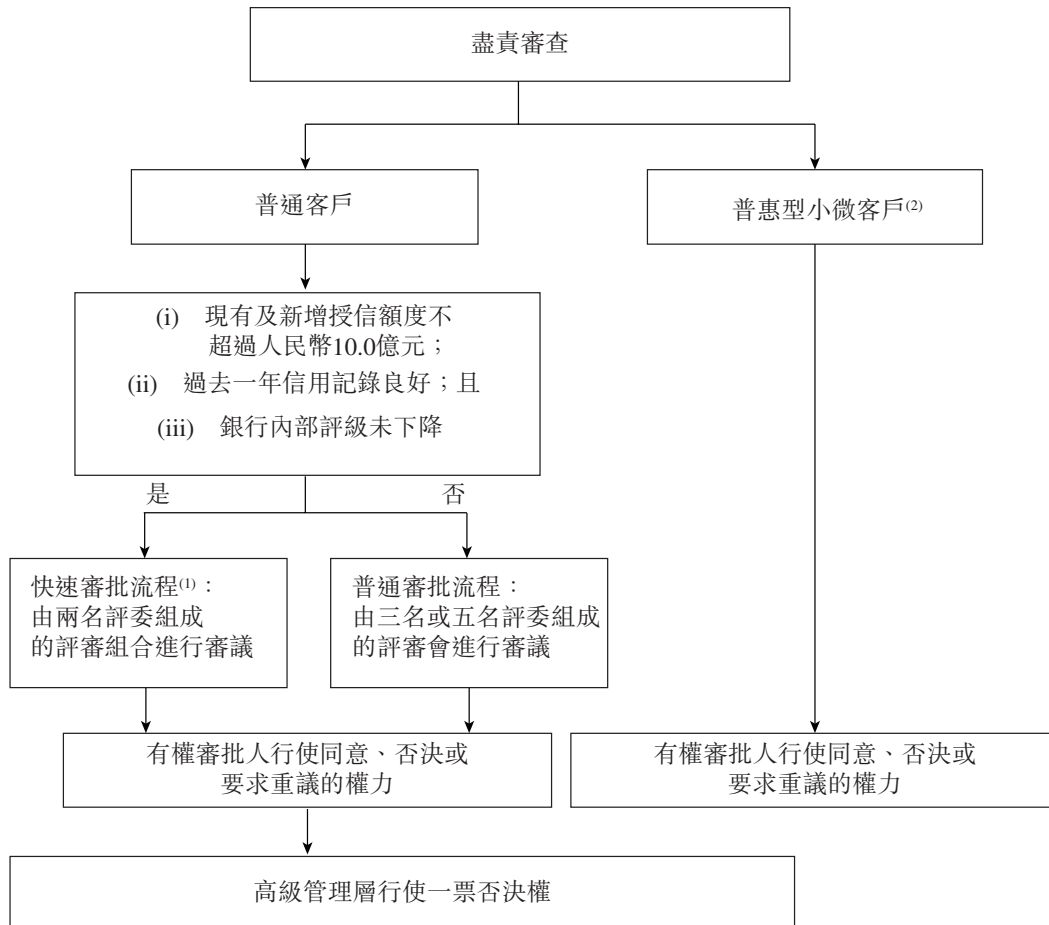 盡責審查
普通客戶
普惠型小微客戶(2)
(i) 現有及新增授信額度不
超過人民幣10.0億元；
(ii) 過去一年信用記錄良好；且
(iii) 銀行內部評級未下降
是
否
快速審批流程(1)：
由兩名評委組成
的評審組合進行審議
普通審批流程：
由三名或五名評委組成
的評審會進行審議
有權審批人行使同意、否決或
要求重議的權力
有權審批人行使同意、否決或
要求重議的權力
高級管理層行使一票否決權